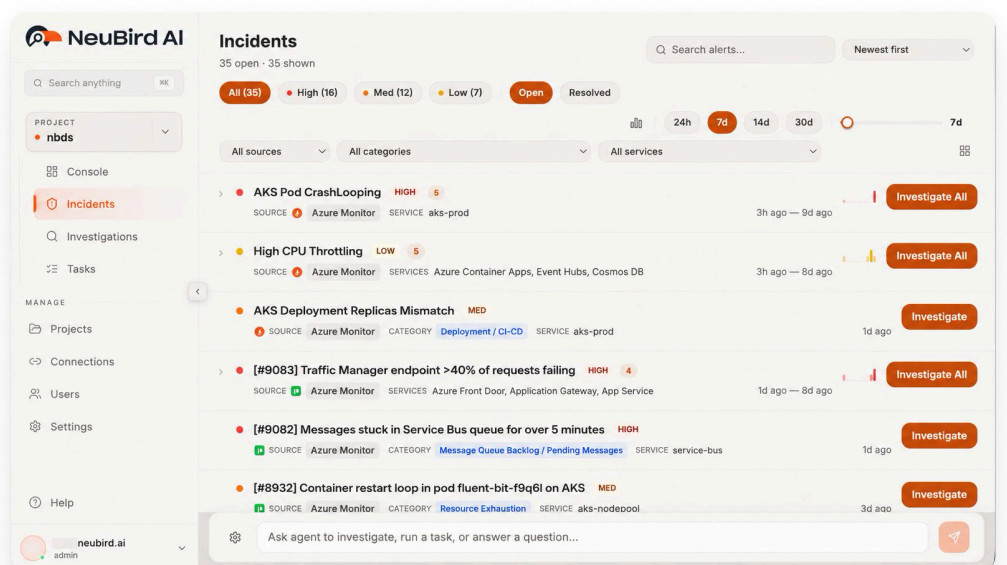 NeuBird AI
Search anything ⌘K
PROJECT
nbds
Console
Incidents
Investigations
Tasks
MANAGE
Projects
Connections
Users
Settings
Help
neubird.ai
admin
Incidents
35 open · 35 shown
Search alerts...
Newest first
All (35) High (16) Med (12) Low (7) Open Resolved
24h 7d 14d 30d 7d
All sources All categories All services
AKS Pod CrashLooping HIGH 5
SOURCE Azure Monitor SERVICE aks-prod
3h ago — 9d ago
Investigate All
High CPU Throttling LOW 5
SOURCE Azure Monitor SERVICES Azure Container Apps, Event Hubs, Cosmos DB
3h ago — 8d ago
Investigate All
AKS Deployment Replicas Mismatch MED
SOURCE Azure Monitor CATEGORY Deployment / CI-CD SERVICE aks-prod
1d ago
Investigate
[#9083] Traffic Manager endpoint >40% of requests failing HIGH 4
SOURCE SERVICES Azure Front Door, Application Gateway, App Service
1d ago — 8d ago
Investigate All
[#9082] Messages stuck in Service Bus queue for over 5 minutes HIGH
SOURCE Azure Monitor CATEGORY Message Queue Backlog / Pending Messages SERVICE service-bus
1d ago
Investigate
[#8932] Container restart loop in pod fluent-bit-f9q6l on AKS MED
SOURCE Azure Monitor CATEGORY Resource Exhaustion SERVICE aks-nodepool
3d ago
Investigate
Ask agent to investigate, run a task, or answer a question...